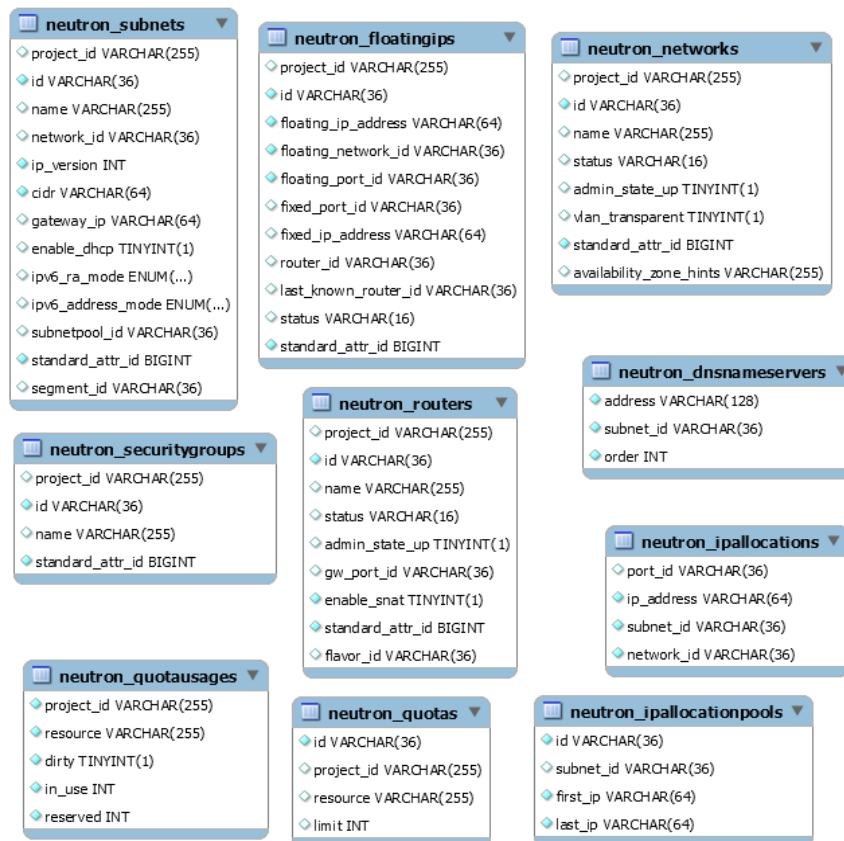 neutron_subnets
project_id VARCHAR(255)
id VARCHAR(36)
name VARCHAR(255)
network_id VARCHAR(36)
ip_version INT
cidr VARCHAR(64)
gateway_ip VARCHAR(64)
enable_dhcp TINYINT(1)
ipv6_ra_mode ENUM(...)
ipv6_address_mode ENUM(...)
subnetpool_id VARCHAR(36)
standard_attr_id BIGINT
segment_id VARCHAR(36)
neutron_floatingips
project_id VARCHAR(255)
id VARCHAR(36)
floating_ip_address VARCHAR(64)
floating_network_id VARCHAR(36)
floating_port_id VARCHAR(36)
fixed_port_id VARCHAR(36)
fixed_ip_address VARCHAR(64)
router_id VARCHAR(36)
last_known_router_id VARCHAR(36)
status VARCHAR(16)
standard_attr_id BIGINT
neutron_networks
project_id VARCHAR(255)
id VARCHAR(36)
name VARCHAR(255)
status VARCHAR(16)
admin_state_up TINYINT(1)
vlan_transparent TINYINT(1)
standard_attr_id BIGINT
availability_zone_hints VARCHAR(255)
neutron_dnsnameservers
address VARCHAR(128)
subnet_id VARCHAR(36)
order INT
neutron_securitygroups
project_id VARCHAR(255)
id VARCHAR(36)
name VARCHAR(255)
standard_attr_id BIGINT
neutron_routers
project_id VARCHAR(255)
id VARCHAR(36)
name VARCHAR(255)
status VARCHAR(16)
admin_state_up TINYINT(1)
gw_port_id VARCHAR(36)
enable_snat TINYINT(1)
standard_attr_id BIGINT
flavor_id VARCHAR(36)
neutron_ipallocations
port_id VARCHAR(36)
ip_address VARCHAR(64)
subnet_id VARCHAR(36)
network_id VARCHAR(36)
neutron_quotausages
project_id VARCHAR(255)
resource VARCHAR(255)
dirty TINYINT(1)
in_use INT
reserved INT
neutron_quotas
id VARCHAR(36)
project_id VARCHAR(255)
resource VARCHAR(255)
limit INT
neutron_ipallocationpools
id VARCHAR(36)
subnet_id VARCHAR(36)
first_ip VARCHAR(64)
last_ip VARCHAR(64)